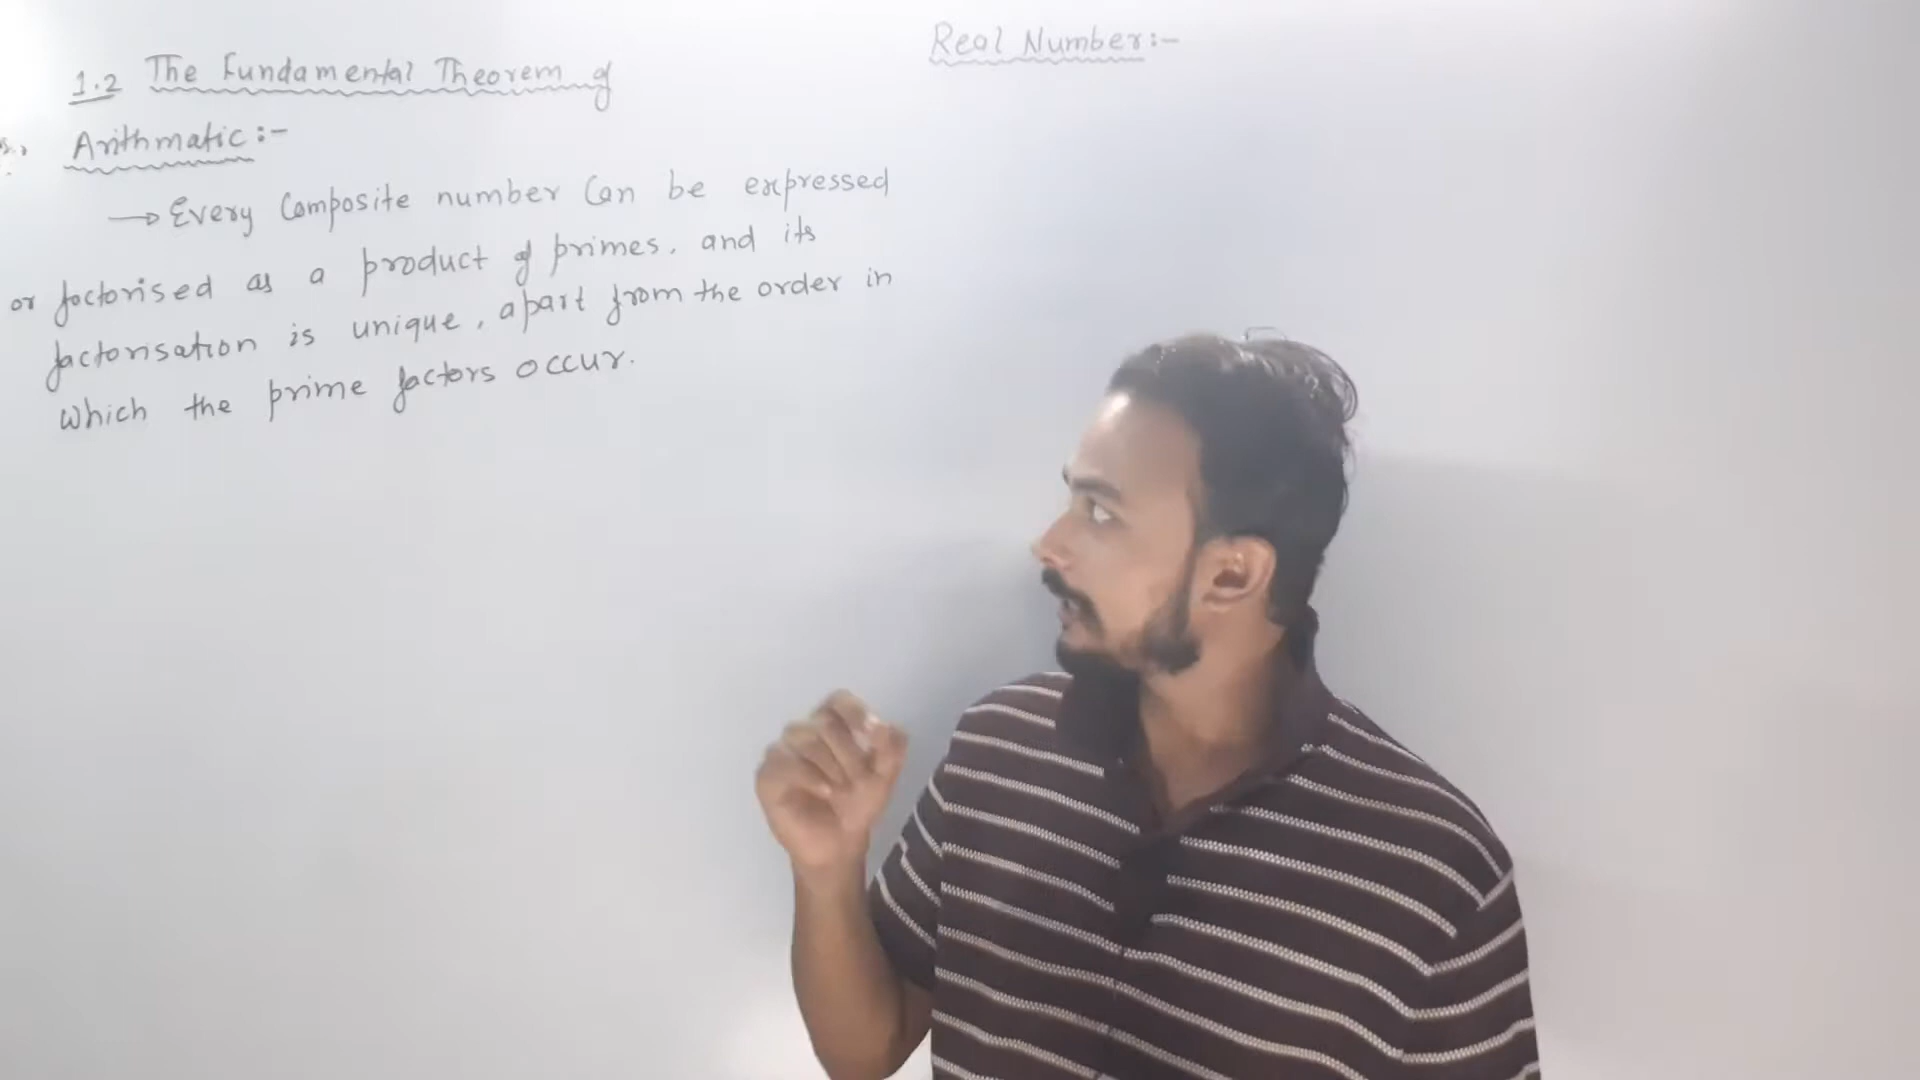 Real Number:-
1.2 The Fundamental Theorem of
Arithmatic:-
→ Every Composite number Can be expressed
or factorised as a product of primes, and its
factorisation is unique, apart from the order in
Which the prime factors occur.